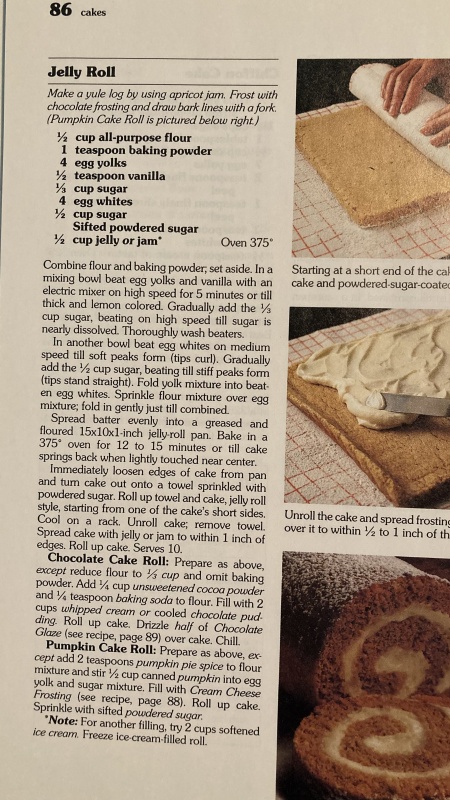 86 cakes
Jelly Roll
Make a yule log by using apricot jam. Frost with
chocolate frosting and draw bark lines with a fork.
(Pumpkin Cake Roll is pictured below right.)
½ cup all-purpose flour
1 teaspoon baking powder
4 egg yolks
½ teaspoon vanilla
⅓ cup sugar
4 egg whites
½ cup sugar
Sifted powdered sugar
½ cup jelly or jam* Oven 375°
Combine flour and baking powder; set aside. In a
mixing bowl beat egg yolks and vanilla with an
electric mixer on high speed for 5 minutes or till
thick and lemon colored. Gradually add the ⅓
cup sugar, beating on high speed till sugar is
nearly dissolved. Thoroughly wash beaters.
In another bowl beat egg whites on medium
speed till soft peaks form (tips curl). Gradually
add the ½ cup sugar, beating till stiff peaks form
(tips stand straight). Fold yolk mixture into beat-
en egg whites. Sprinkle flour mixture over egg
mixture; fold in gently just till combined.
Spread batter evenly into a greased and
floured 15x10x1-inch jelly-roll pan. Bake in a
375° oven for 12 to 15 minutes or till cake
springs back when lightly touched near center.
Immediately loosen edges of cake from pan
and turn cake out onto a towel sprinkled with
powdered sugar. Roll up towel and cake, jelly roll
style, starting from one of the cake's short sides.
Cool on a rack. Unroll cake; remove towel.
Spread cake with jelly or jam to within 1 inch of
edges. Roll up cake. Serves 10.
Chocolate Cake Roll: Prepare as above,
except reduce flour to ⅓ cup and omit baking
powder. Add ¼ cup unsweetened cocoa powder
and ¼ teaspoon baking soda to flour. Fill with 2
cups whipped cream or cooled chocolate pud-
ding. Roll up cake. Drizzle half of Chocolate
Glaze (see recipe, page 89) over cake. Chill.
Pumpkin Cake Roll: Prepare as above, ex-
cept add 2 teaspoons pumpkin pie spice to flour
mixture and stir ½ cup canned pumpkin into egg
yolk and sugar mixture. Fill with Cream Cheese
Frosting (see recipe, page 88). Roll up cake.
Sprinkle with sifted powdered sugar.
*Note: For another filling, try 2 cups softened
ice cream. Freeze ice-cream-filled roll.
Starting at a short end of the
cake and powdered-sugar-coated
Unroll the cake and spread frosting
over it to within ½ to 1 inch of